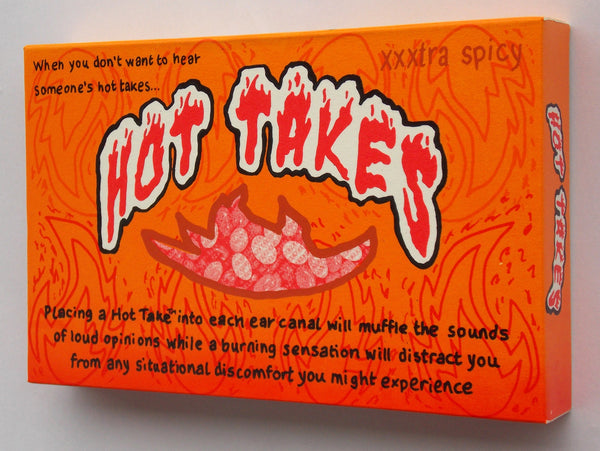 When you don't want to hear
someone's hot takes...
xxxtra spicy
HOT TAKES
Placing a Hot Take™ into each ear canal will muffle the sounds
of loud opinions while a burning sensation will distract you
from any situational discomfort you might experience
HOT TAKES